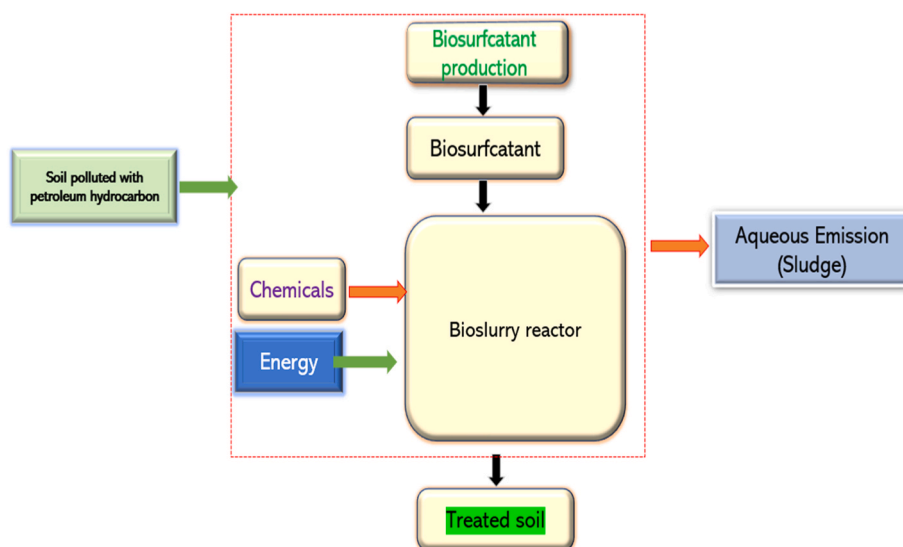 Biosurfcatant
production
Biosurfcatant
Soil polluted with
petroleum hydrocarbon
Aqueous Emission
(Sludge)
Chemicals
Bioslurry reactor
Energy
Treated soil